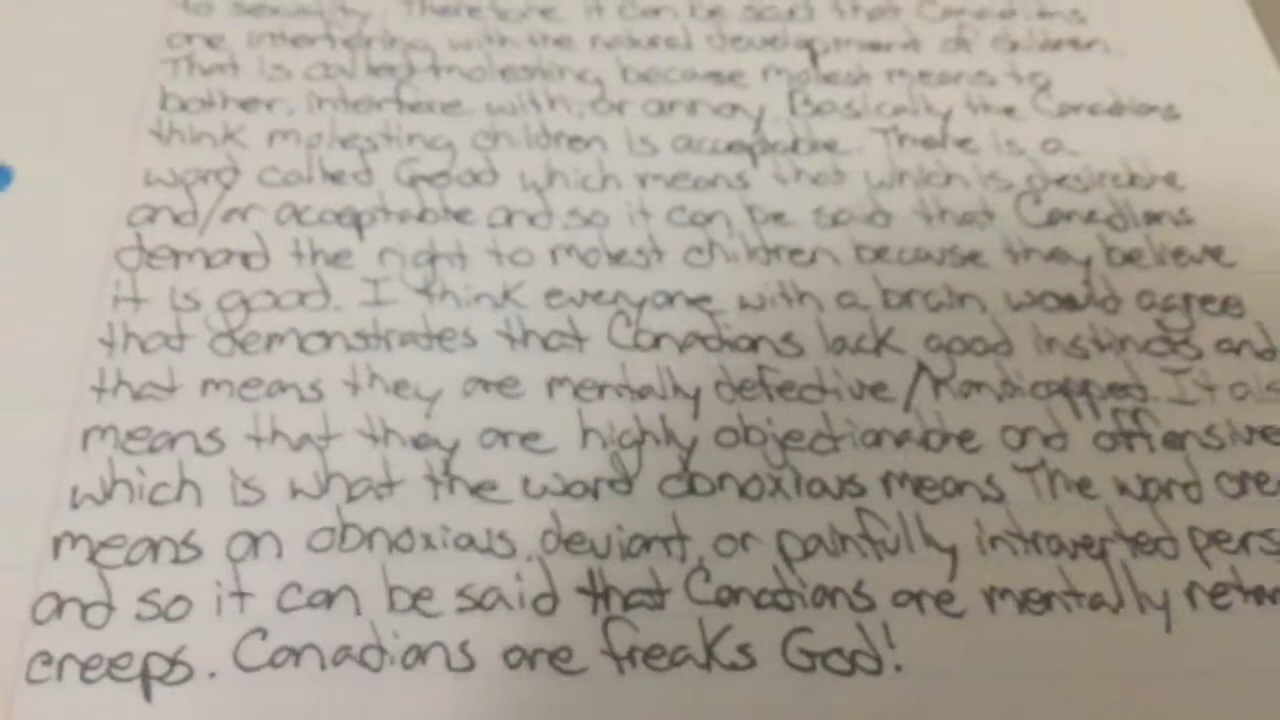 to sexuality. Therefore it can be said that Canadians
are interfering with the natural development of children.
That is called molesting because molest means to
bother, interfere with, or annoy. Basically the Canadians
think molesting children is acceptable. There is a
word called Good which means that which is desirable
and/or acceptable and so it can be said that Canadians
demand the right to molest children because they believe
it is good. I think everyone with a brain would agree
that demonstrates that Canadians lack good instincts and
that means they are mentally defective/Handicapped. It als
means that they are highly objectionable and offensive
which is what the word obnoxious means The word cree
means an obnoxious, deviant, or painfully introverted pers
and so it can be said that Canadians are mentally retar
creeps. Canadians are freaks God!